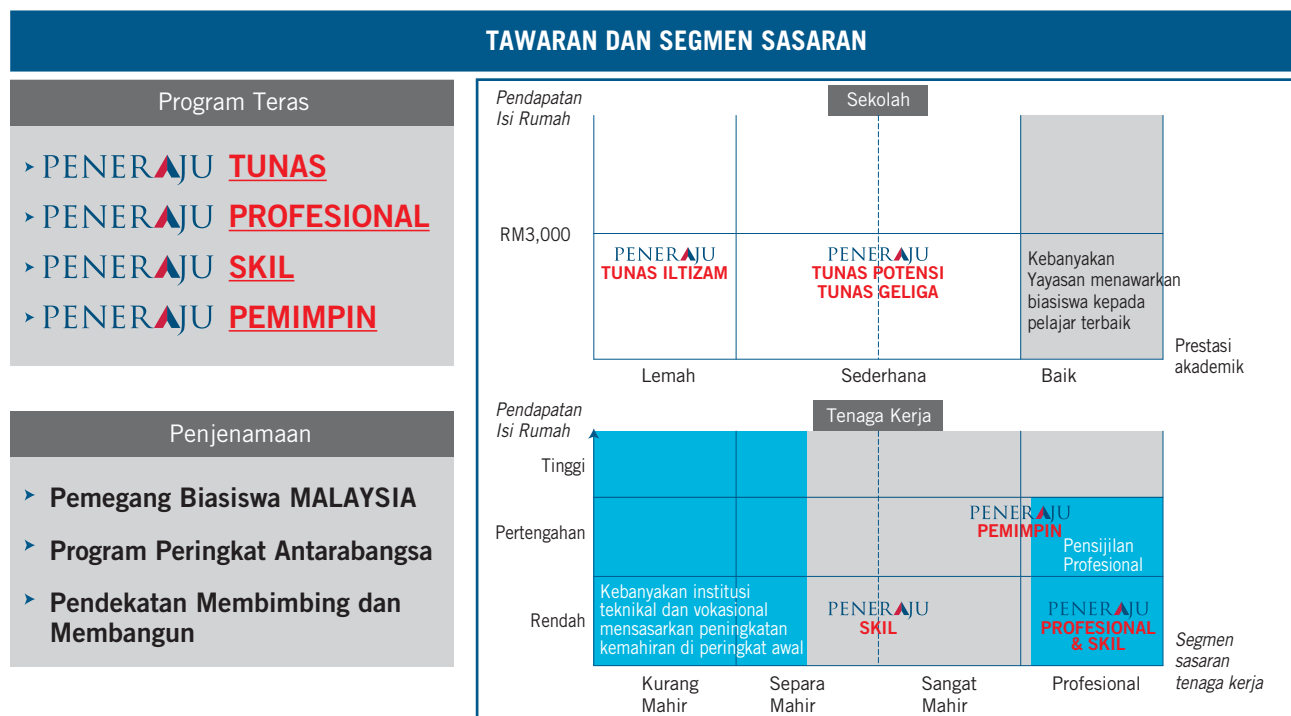 TAWARAN DAN SEGMEN SASARAN
Program Teras
PENERAJU TUNAS
PENERAJU PROFESIONAL
PENERAJU SKIL
PENERAJU PEMIMPIN
Penjenamaan
Pemegang Biasiswa MALAYSIA
Program Peringkat Antarabangsa
Pendekatan Membimbing dan
Membangun
Pendapatan
Isi Rumah
Sekolah
RM3,000
PENERAJU
TUNAS ILTIZAM
PENERAJU
TUNAS POTENSI
TUNAS GELIGA
Kebanyakan
Yayasan menawarkan
biasiswa kepada
pelajar terbaik
Prestasi
akademik
Lemah
Sederhana
Baik
Pendapatan
Isi Rumah
Tenaga Kerja
Tinggi
Pertengahan
PENERAJU
PEMIMPIN
Pensijilan
Profesional
Rendah
Kebanyakan institusi
teknikal dan vokasional
mensasarkan peningkatan
kemahiran di peringkat awal
PENERAJU
SKIL
PENERAJU
PROFESIONAL
& SKIL
Segmen
sasaran
tenaga kerja
Kurang
Mahir
Separa
Mahir
Sangat
Mahir
Profesional